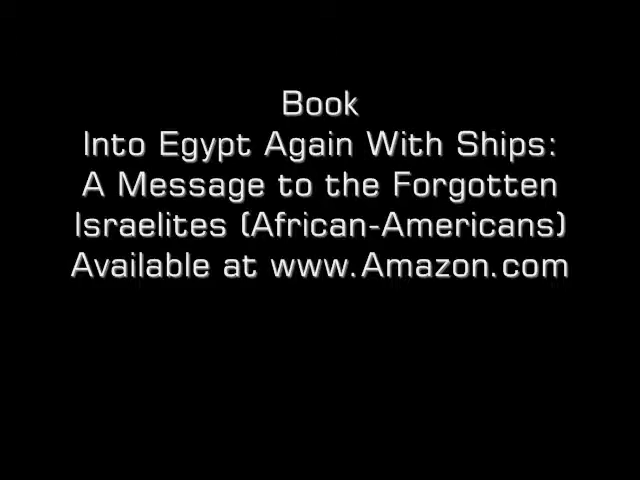 Book
Into Egypt Again With Ships:
A Message to the Forgotten
Israelites (African-Americans)
Available at www.Amazon.com